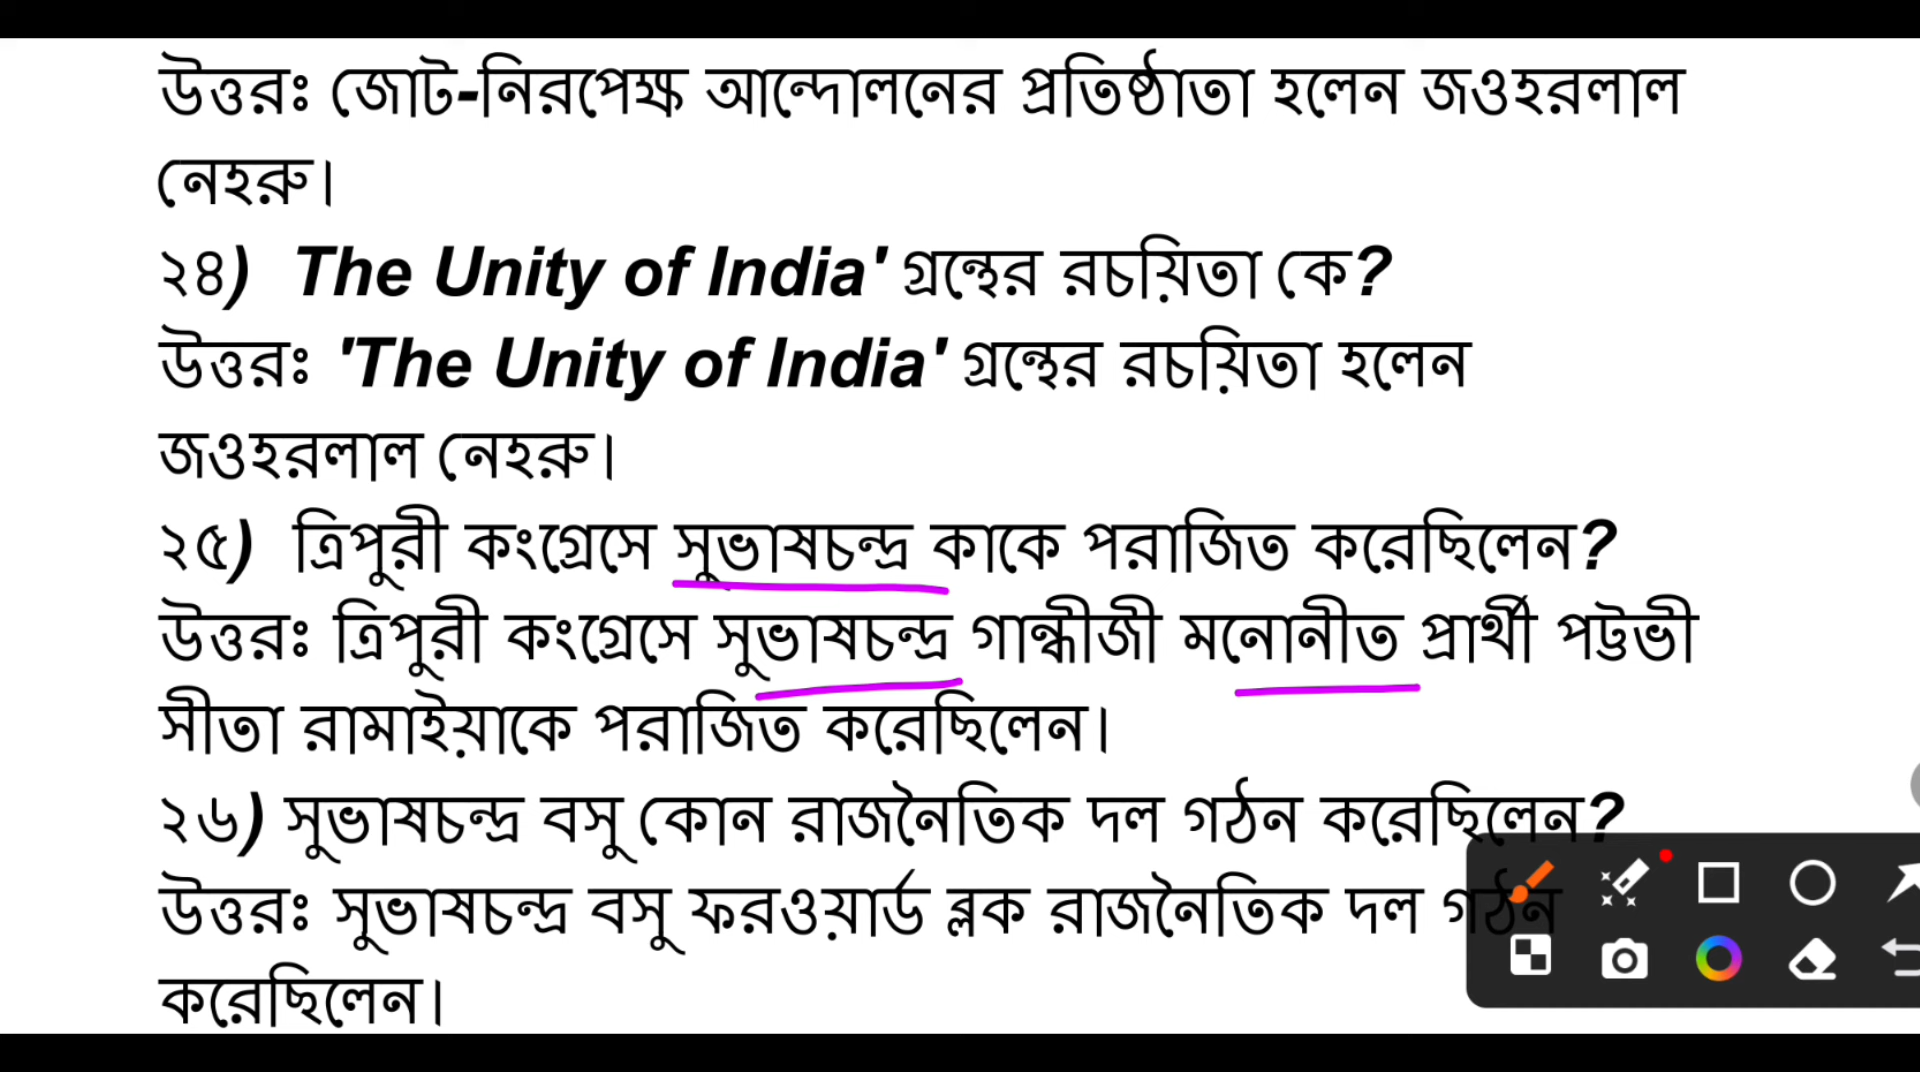 উত্তরঃ জোট-নিরপেক্ষ আন্দোলনের প্রতিষ্ঠাতা হলেন জওহরলাল
নেহরু।
২৪) The Unity of India' গ্রন্থের রচয়িতা কে?
উত্তরঃ 'The Unity of India' গ্রন্থের রচয়িতা হলেন
জওহরলাল নেহরু।
২৫) ত্রিপুরী কংগ্রেসে সুভাষচন্দ্র কাকে পরাজিত করেছিলেন?
উত্তরঃ ত্রিপুরী কংগ্রেসে সুভাষচন্দ্র গান্ধীজী মনোনীত প্রার্থী পট্টভী
সীতা রামাইয়াকে পরাজিত করেছিলেন।
২৬) সুভাষচন্দ্র বসু কোন রাজনৈতিক দল গঠন করেছিলেন?
উত্তরঃ সুভাষচন্দ্র বসু ফরওয়ার্ড ব্লক রাজনৈতিক দল গঠন
করেছিলেন।